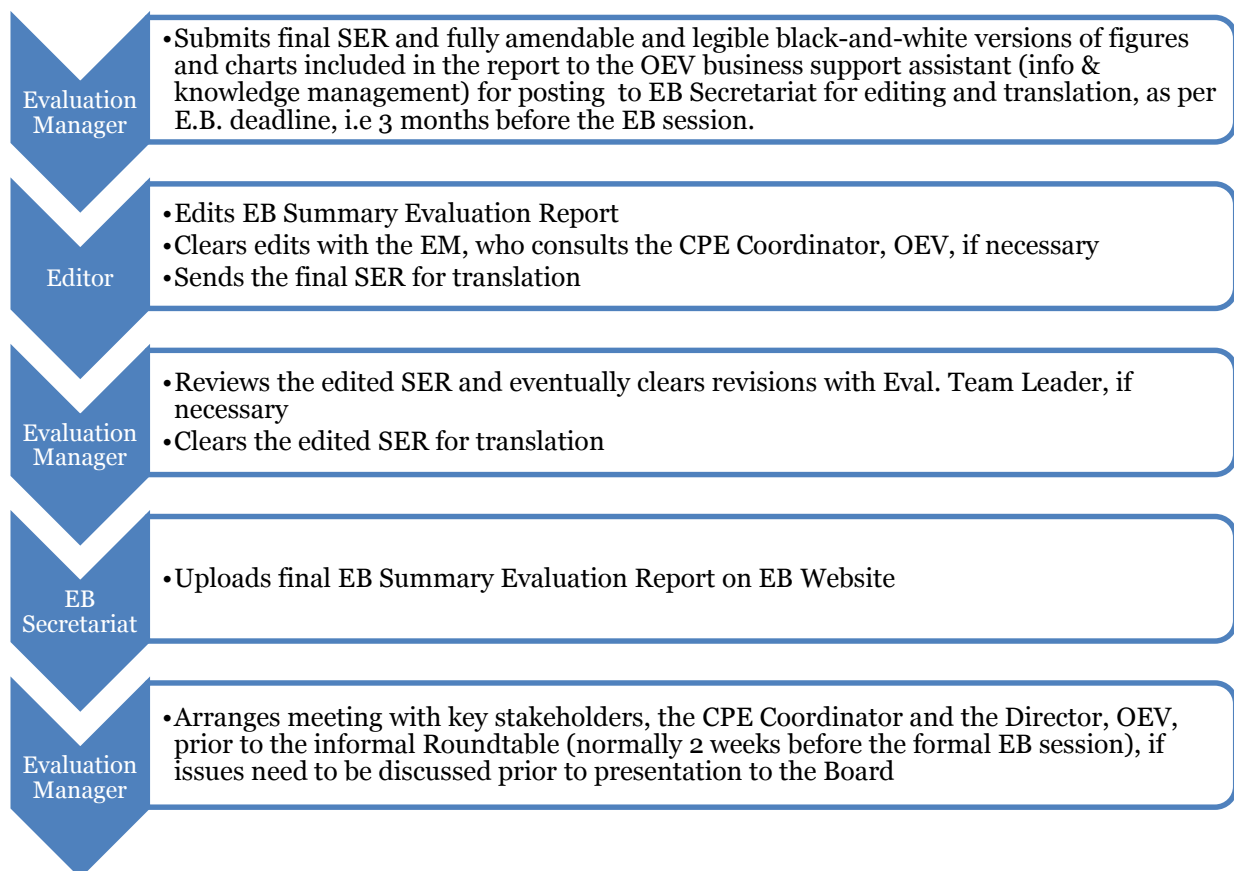 Evaluation
Manager
•Submits final SER and fully amendable and legible black-and-white versions of figures
and charts included in the report to the OEV business support assistant (info &
knowledge management) for posting  to EB Secretariat for editing and translation, as per
E.B. deadline, i.e 3 months before the EB session.
Editor
•Edits EB Summary Evaluation Report
•Clears edits with the EM, who consults the CPE Coordinator, OEV, if necessary
•Sends the final SER for translation
Evaluation
Manager
•Reviews the edited SER and eventually clears revisions with Eval. Team Leader, if
necessary
•Clears the edited SER for translation
EB
Secretariat
•Uploads final EB Summary Evaluation Report on EB Website
Evaluation
Manager
•Arranges meeting with key stakeholders, the CPE Coordinator and the Director, OEV,
prior to the informal Roundtable (normally 2 weeks before the formal EB session), if
issues need to be discussed prior to presentation to the Board